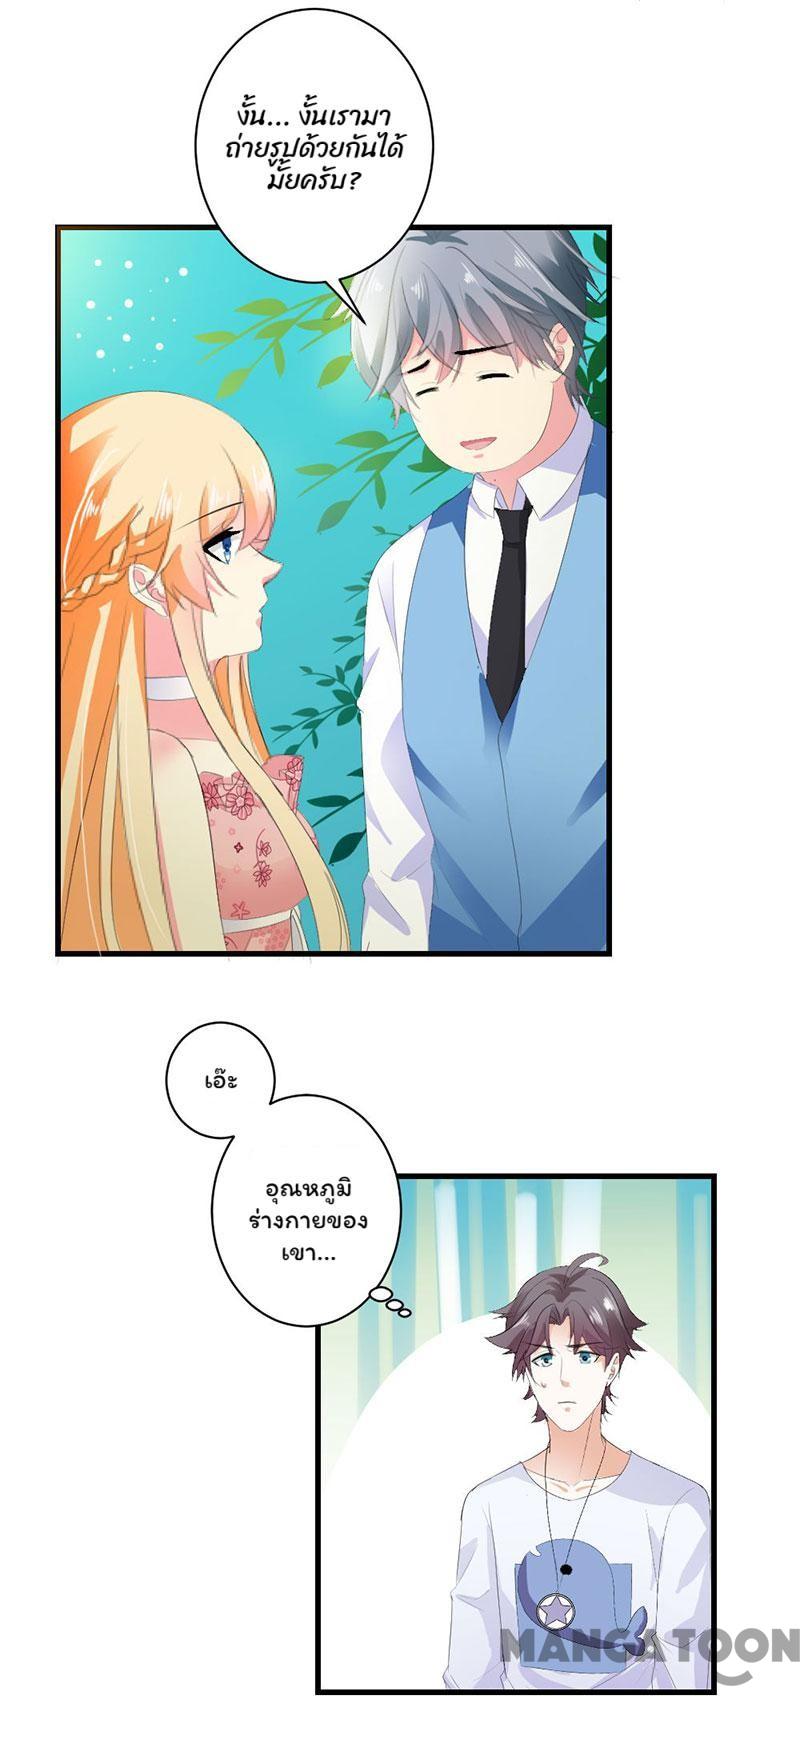 งั้น... งั้นเรามา
ถ่ายรูปด้วยกันได้
มั้ยครับ?
เอ๊ะ
อุณหภูมิ
ร่างกายของ
เขา...
MANGATOON